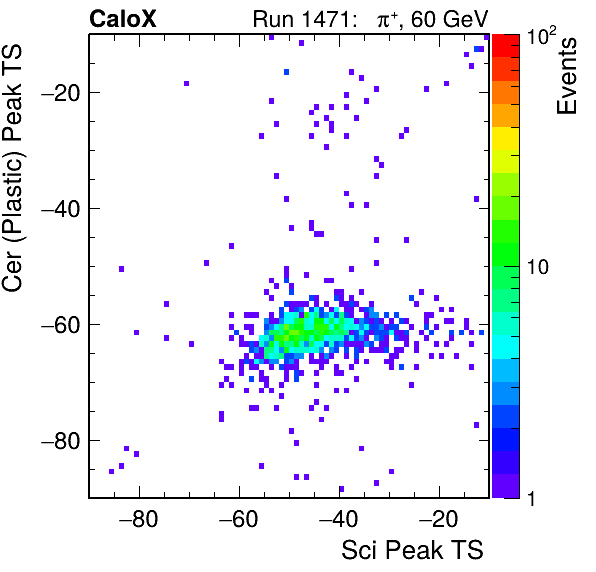 CaloX Run 1471: π⁺, 60 GeV
Cer (Plastic) Peak TS
−20
−40
−60
−80
−80 −60 −40 −20
Sci Peak TS
10²
10
1
Events